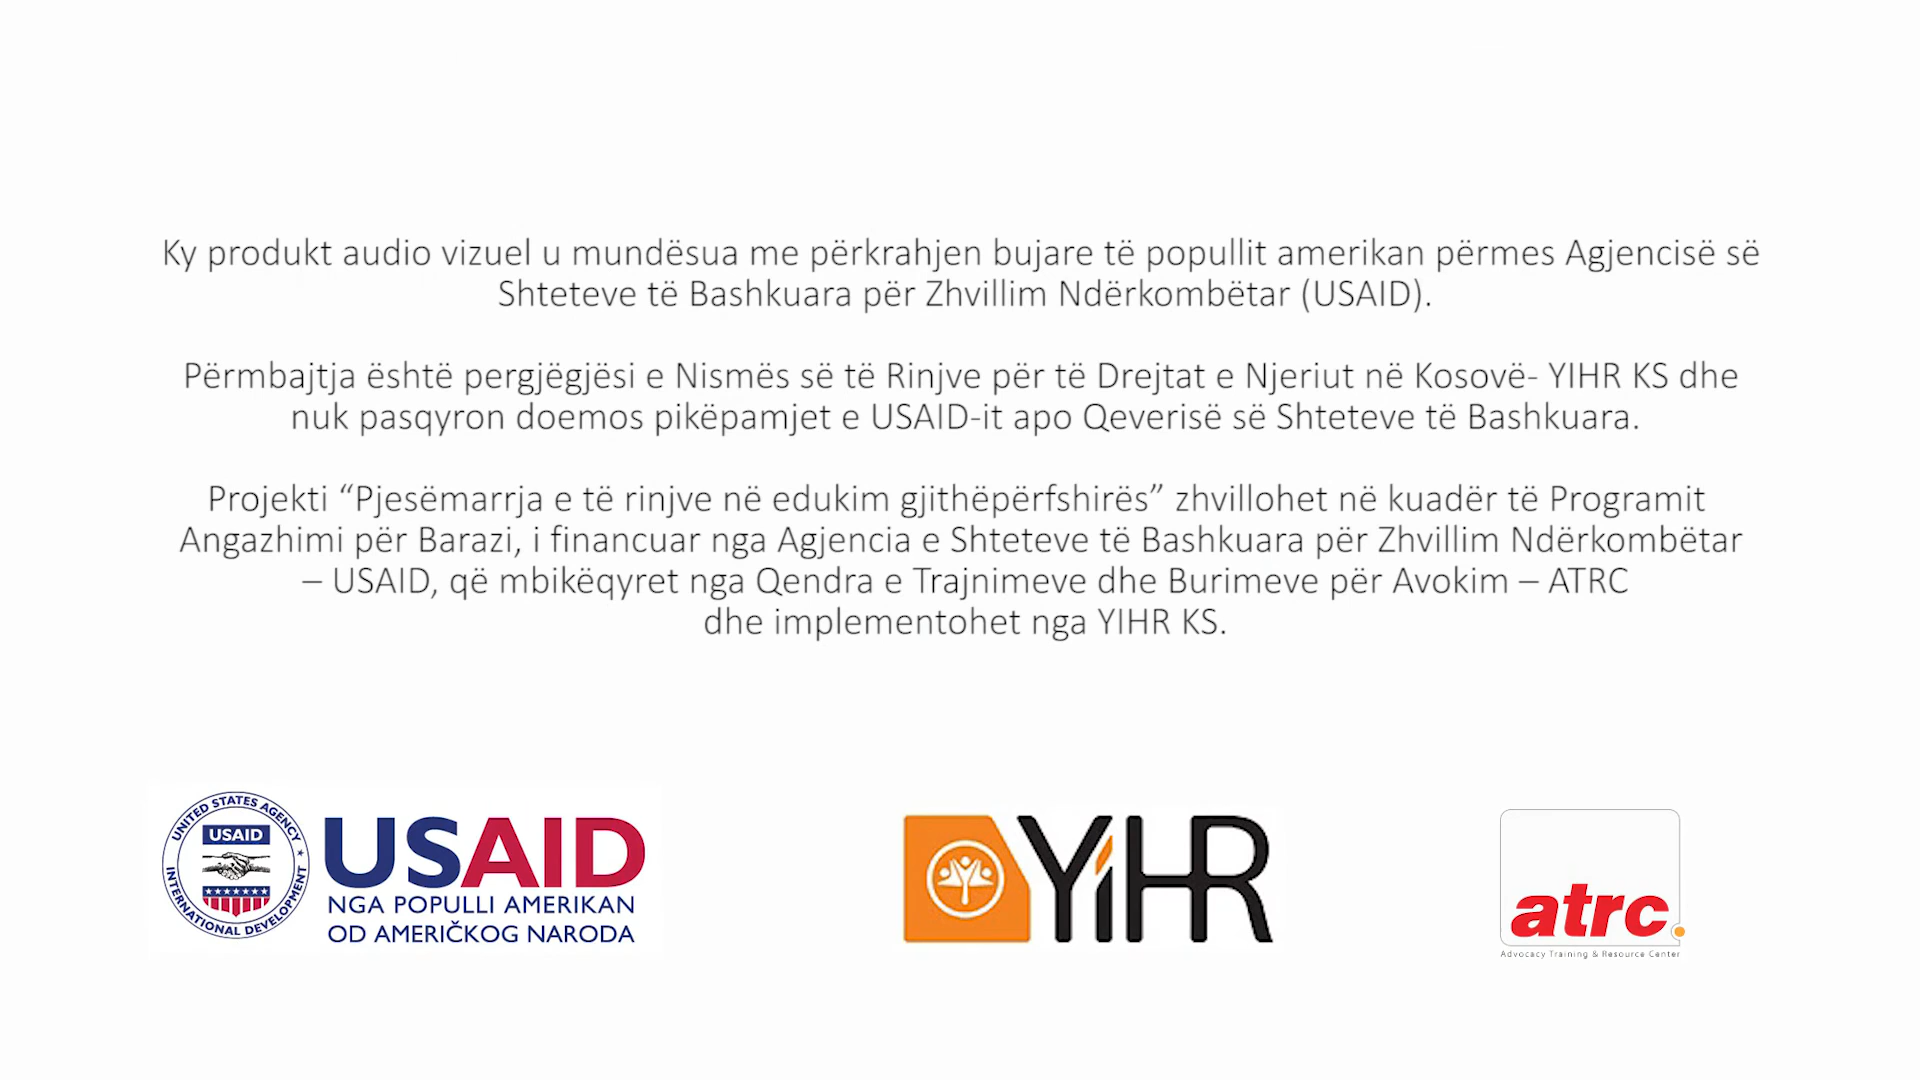 Ky produkt audio vizuel u mundësua me përkrahjen bujare të popullit amerikan përmes Agjencisë së
Shteteve të Bashkuara për Zhvillim Ndërkombëtar (USAID).
Përmbajtja është pergjëgjësi e Nismës së të Rinjve për të Drejtat e Njeriut në Kosovë- YIHR KS dhe
nuk pasqyron doemos pikëpamjet e USAID-it apo Qeverisë së Shteteve të Bashkuara.
Projekti “Pjesëmarrja e të rinjve në edukim gjithëpërfshirës” zhvillohet në kuadër të Programit
Angazhimi për Barazi, i financuar nga Agjencia e Shteteve të Bashkuara për Zhvillim Ndërkombëtar
– USAID, që mbikëqyret nga Qendra e Trajnimeve dhe Burimeve për Avokim – ATRC
dhe implementohet nga YIHR KS.
UNITED STATES AGENCY
USAID
INTERNATIONAL DEVELOPMENT
USAID
NGA POPULLI AMERIKAN
OD AMERIČKOG NARODA
YIHR
atrc.
Advocacy Training & Resource Center